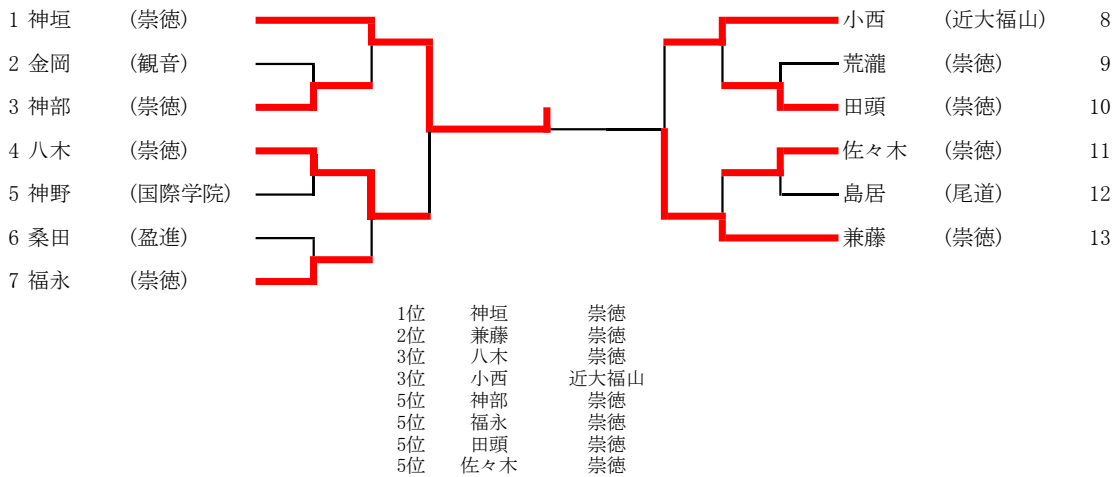 1 神垣 (崇徳) 小西 (近大福山) 8
2 金岡 (観音) 荒瀧 (崇徳) 9
3 神部 (崇徳) 田頭 (崇徳) 10
4 八木 (崇徳) 佐々木 (崇徳) 11
5 神野 (国際学院) 島居 (尾道) 12
6 桑田 (盈進) 兼藤 (崇徳) 13
7 福永 (崇徳)
1位 神垣 崇徳
2位 兼藤 崇徳
3位 八木 崇徳
3位 小西 近大福山
5位 神部 崇徳
5位 福永 崇徳
5位 田頭 崇徳
5位 佐々木 崇徳